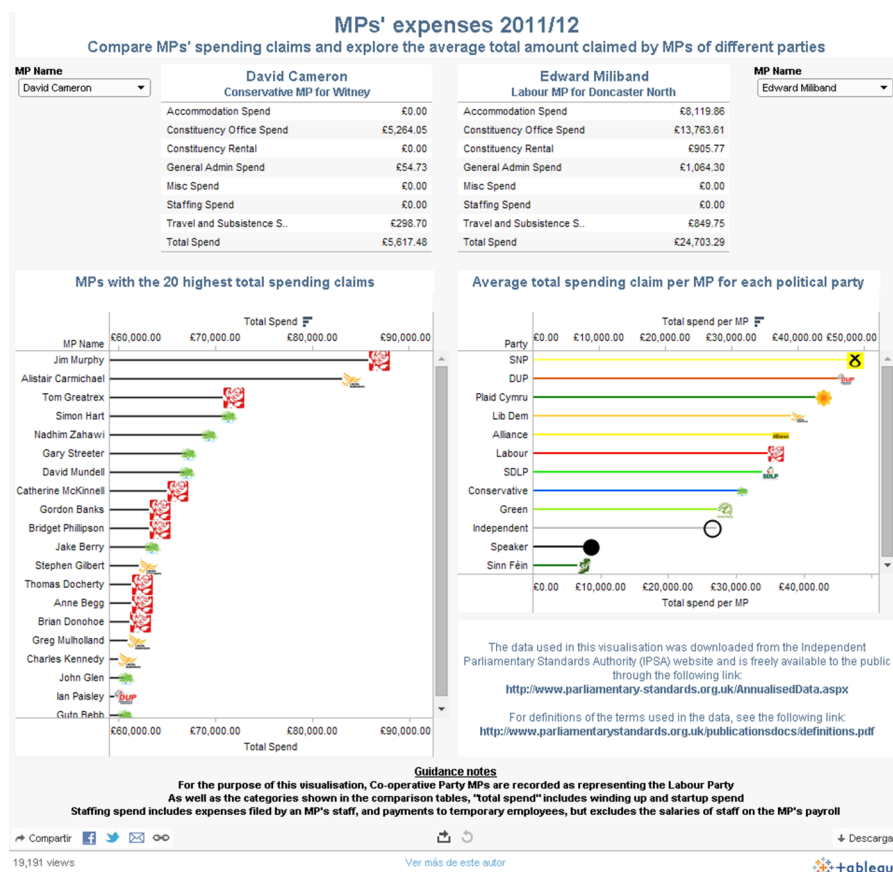 MPs' expenses 2011/12
Compare MPs' spending claims and explore the average total amount claimed by MPs of different parties
MP Name
David Cameron
David Cameron
Conservative MP for Witney
Accommodation Spend £0.00
Constituency Office Spend £5,264.05
Constituency Rental £0.00
General Admin Spend £54.73
Misc Spend £0.00
Staffing Spend £0.00
Travel and Subsistence S.. £298.70
Total Spend £5,617.48
Edward Miliband
Labour MP for Doncaster North
Accommodation Spend £8,119.86
Constituency Office Spend £13,763.61
Constituency Rental £905.77
General Admin Spend £1,064.30
Misc Spend £0.00
Staffing Spend £0.00
Travel and Subsistence S.. £849.75
Total Spend £24,703.29
MP Name
Edward Miliband
MPs with the 20 highest total spending claims
Total Spend
MP Name £60,000.00 £70,000.00 £80,000.00 £90,000.00
Jim Murphy
Alistair Carmichael
Tom Greatrex
Simon Hart
Nadhim Zahawi
Gary Streeter
David Mundell
Catherine McKinnell
Gordon Banks
Bridget Phillipson
Jake Berry
Stephen Gilbert
Thomas Docherty
Anne Begg
Brian Donohoe
Greg Mulholland
Charles Kennedy
John Glen
Ian Paisley
DUP
Guto Bebb
£60,000.00 £70,000.00 £80,000.00 £90,000.00
Total Spend
Average total spending claim per MP for each political party
Total spend per MP
Party £0.00 £10,000.00 £20,000.00 £30,000.00 £40,000.00 £50,000.00
SNP
DUP
DUP
Plaid Cymru
Lib Dem
Alliance
Alliance
Labour
SDLP
SDLP
Conservative
Green
Independent
Speaker
Sinn Féin
£0.00 £10,000.00 £20,000.00 £30,000.00 £40,000.00
Total spend per MP
The data used in this visualisation was downloaded from the Independent
Parliamentary Standards Authority (IPSA) website and is freely available to the public
through the following link:
http://www.parliamentary-standards.org.uk/AnnualisedData.aspx
For definitions of the terms used in the data, see the following link:
http://www.parliamentarystandards.org.uk/publicationsdocs/definitions.pdf
Guidance notes
For the purpose of this visualisation, Co-operative Party MPs are recorded as representing the Labour Party
As well as the categories shown in the comparison tables, "total spend" includes winding up and startup spend
Staffing spend includes expenses filed by an MP's staff, and payments to temporary employees, but excludes the salaries of staff on the MP's payroll
Compartir
Descarga
19,191 views
Ver más de este autor
+ableau